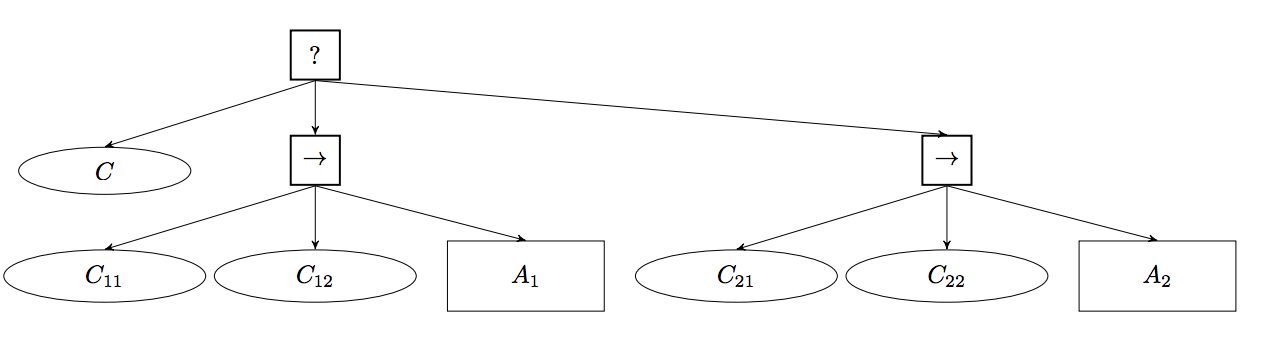 ?
C → →
C₁₁ C₁₂ A₁ C₂₁ C₂₂ A₂